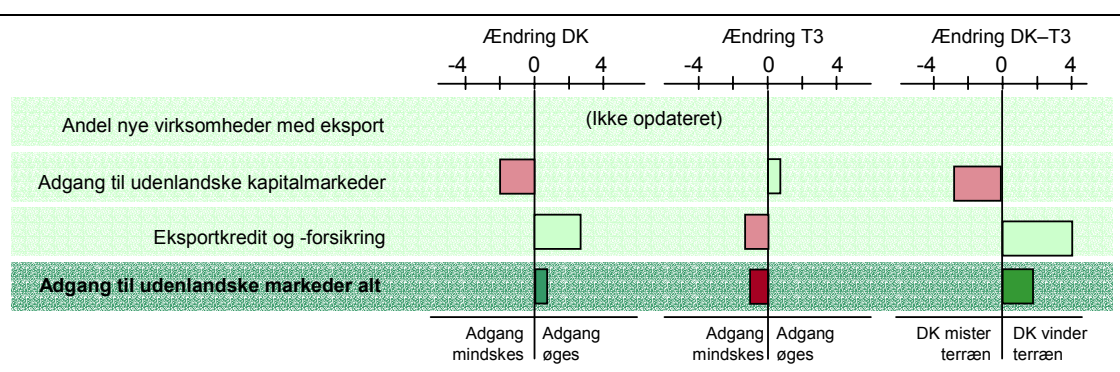 Ændring DK Ændring T3 Ændring DK–T3
-4 0 4 -4 0 4 -4 0 4
Andel nye virksomheder med eksport (Ikke opdateret)
Adgang til udenlandske kapitalmarkeder
Eksportkredit og -forsikring
Adgang til udenlandske markeder alt
Adgang Adgang Adgang Adgang DK mister DK vinder
mindskes øges mindskes øges terræn terræn